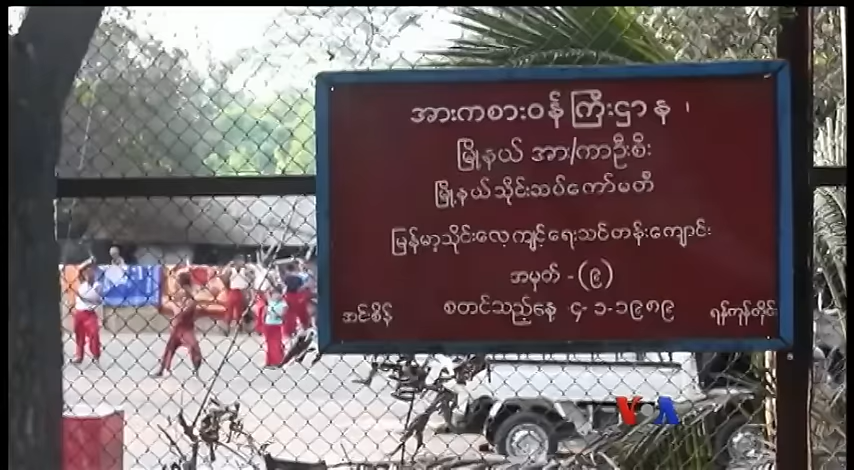 အားကစားဝန်ကြီးဌာန ၊
မြို့နယ် အား/ကာဦးစီး
မြို့နယ်သိုင်းဆပ်ကော်မတီ
မြန်မာ့သိုင်းလေ့ကျင့်ရေးသင်တန်းကျောင်း
အမှတ် - (၉)
အင်းစိန် စတင်သည့်နေ့ ၄-၁-၁၉၈၉ ရန်ကုန်တိုင်း
VOA